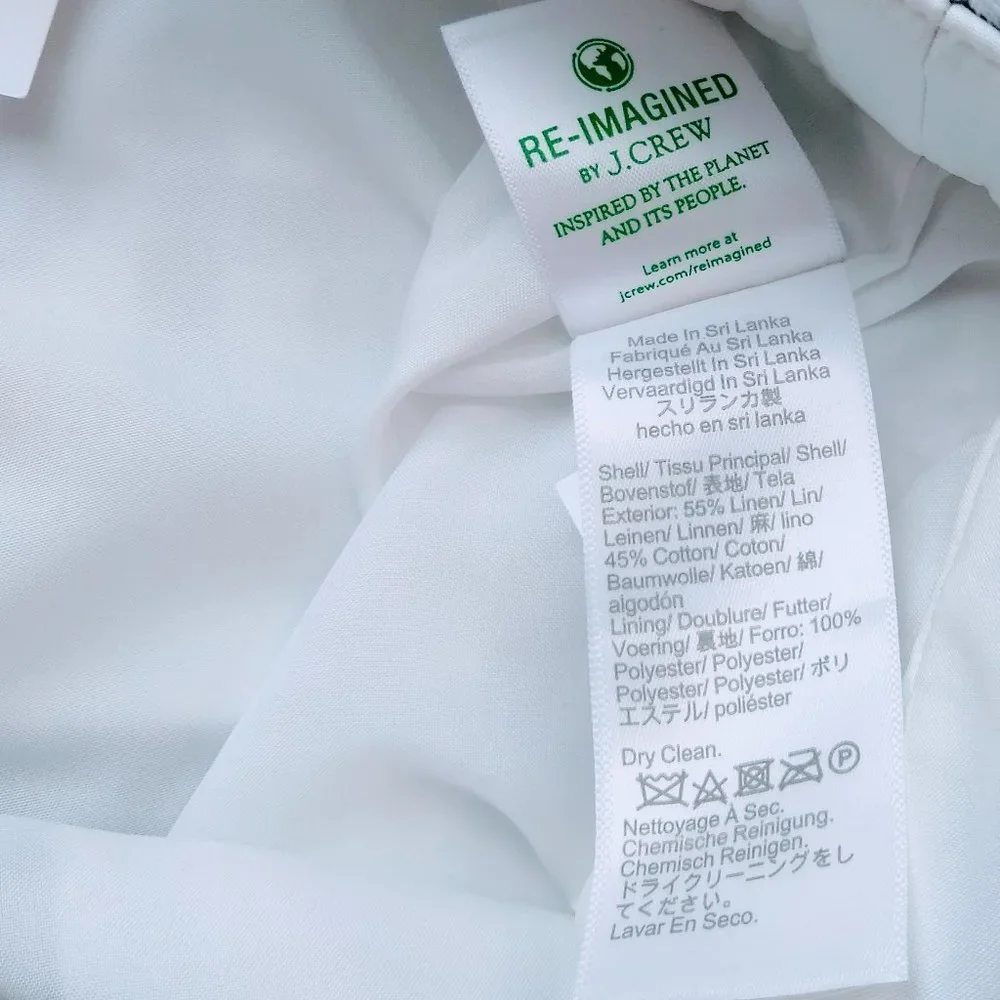 RE-IMAGINED
BY J.CREW
INSPIRED BY THE PLANET
AND ITS PEOPLE.
Learn more at
jcrew.com/reimagined
Made In Sri Lanka
Fabriqué Au Sri Lanka
Hergestellt In Sri Lanka
Vervaardigd In Sri Lanka
スリランカ製
hecho en sri lanka
Shell/ Tissu Principal/ Shell/
Bovenstof/ 表地/ Tela
Exterior: 55% Linen/ Lin/
Leinen/ Linnen/ 麻/ lino
45% Cotton/ Coton/
Baumwolle/ Katoen/ 綿/
algodón
Lining/ Doublure/ Futter/
Voering/ 裏地/ Forro: 100%
Polyester/ Polyester/
Polyester/ Polyester/ ポリ
エステル/ poliéster
Dry Clean.
P
Nettoyage À Sec.
Chemische Reinigung.
Chemisch Reinigen.
ドライクリーニングをし
てください。
Lavar En Seco.